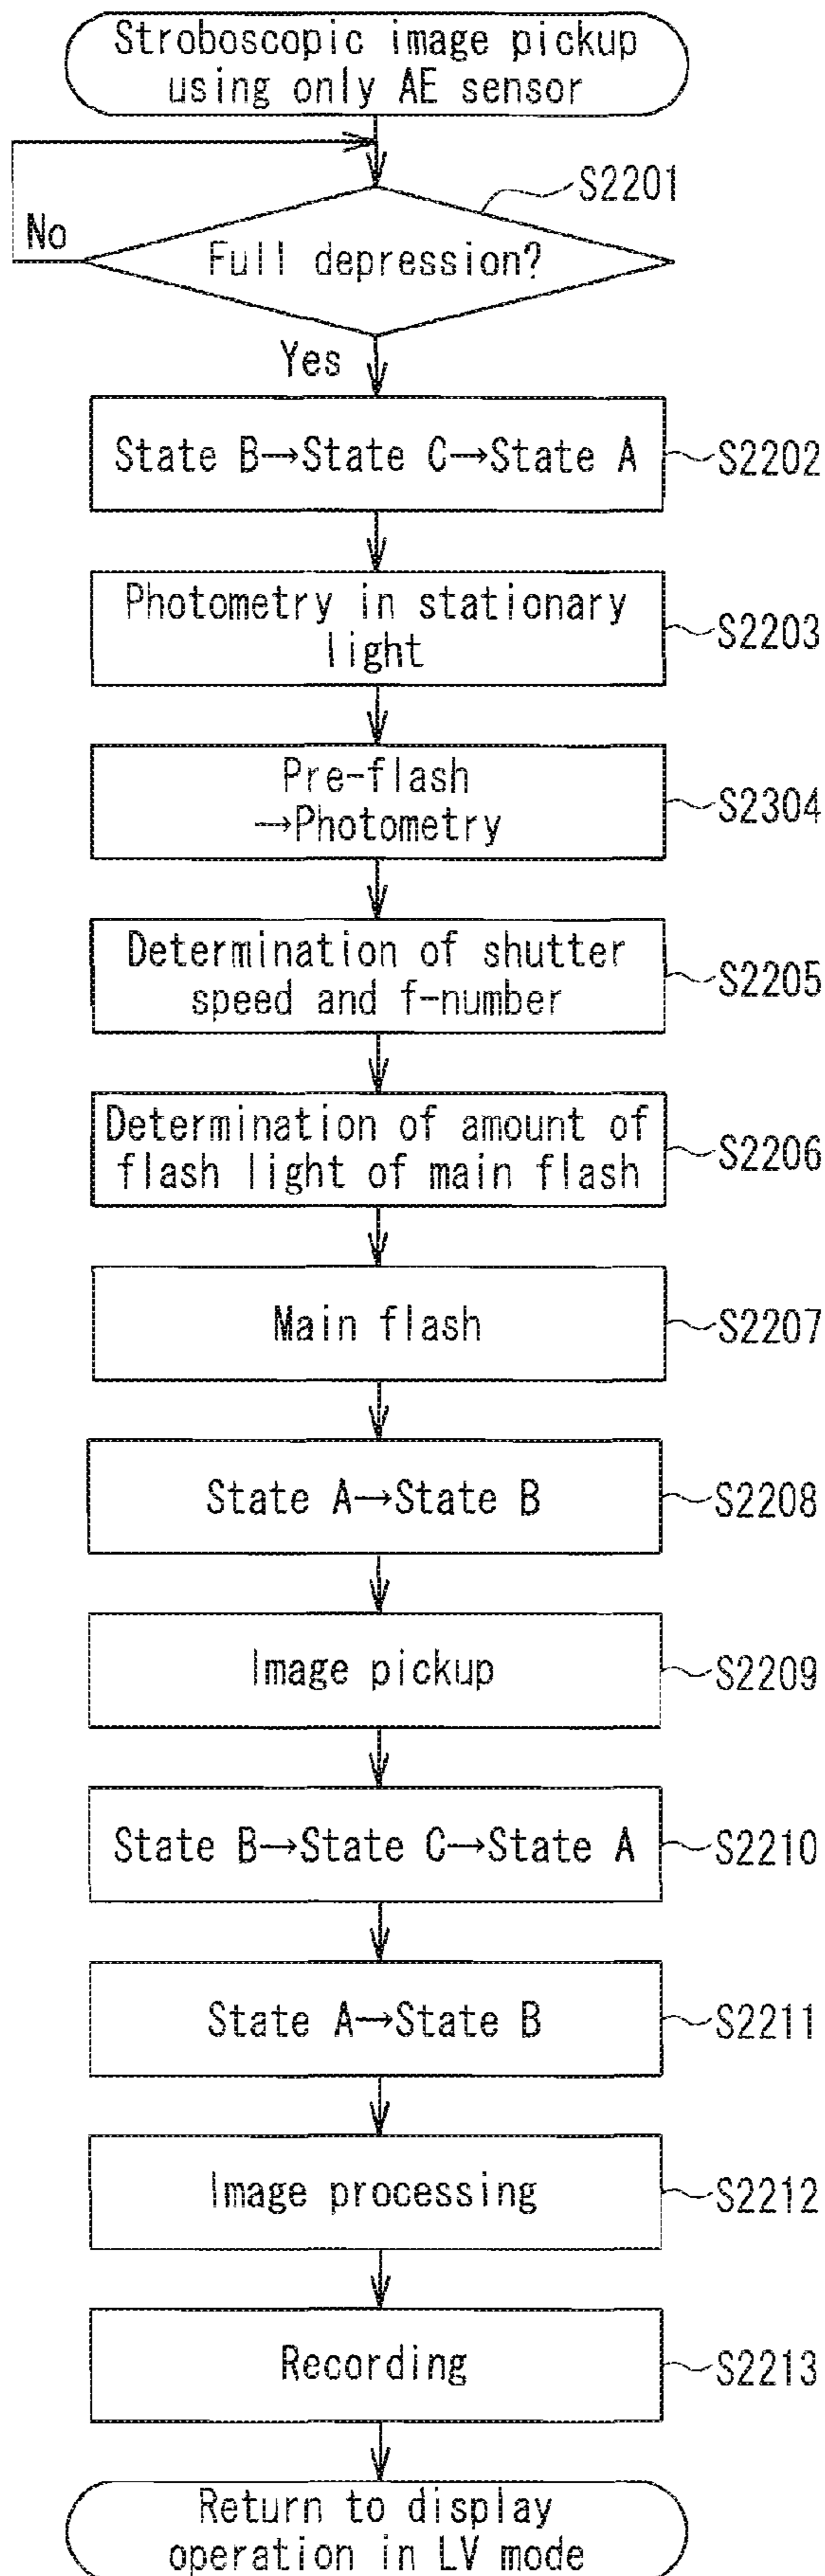 Stroboscopic image pickup
using only AE sensor
S2201
No
Full depression?
Yes
State B→State C→State A
S2202
Photometry in stationary
light
S2203
Pre-flash
→Photometry
S2304
Determination of shutter
speed and f-number
S2205
Determination of amount of
flash light of main flash
S2206
Main flash
S2207
State A→State B
S2208
Image pickup
S2209
State B→State C→State A
S2210
State A→State B
S2211
Image processing
S2212
Recording
S2213
Return to display
operation in LV mode